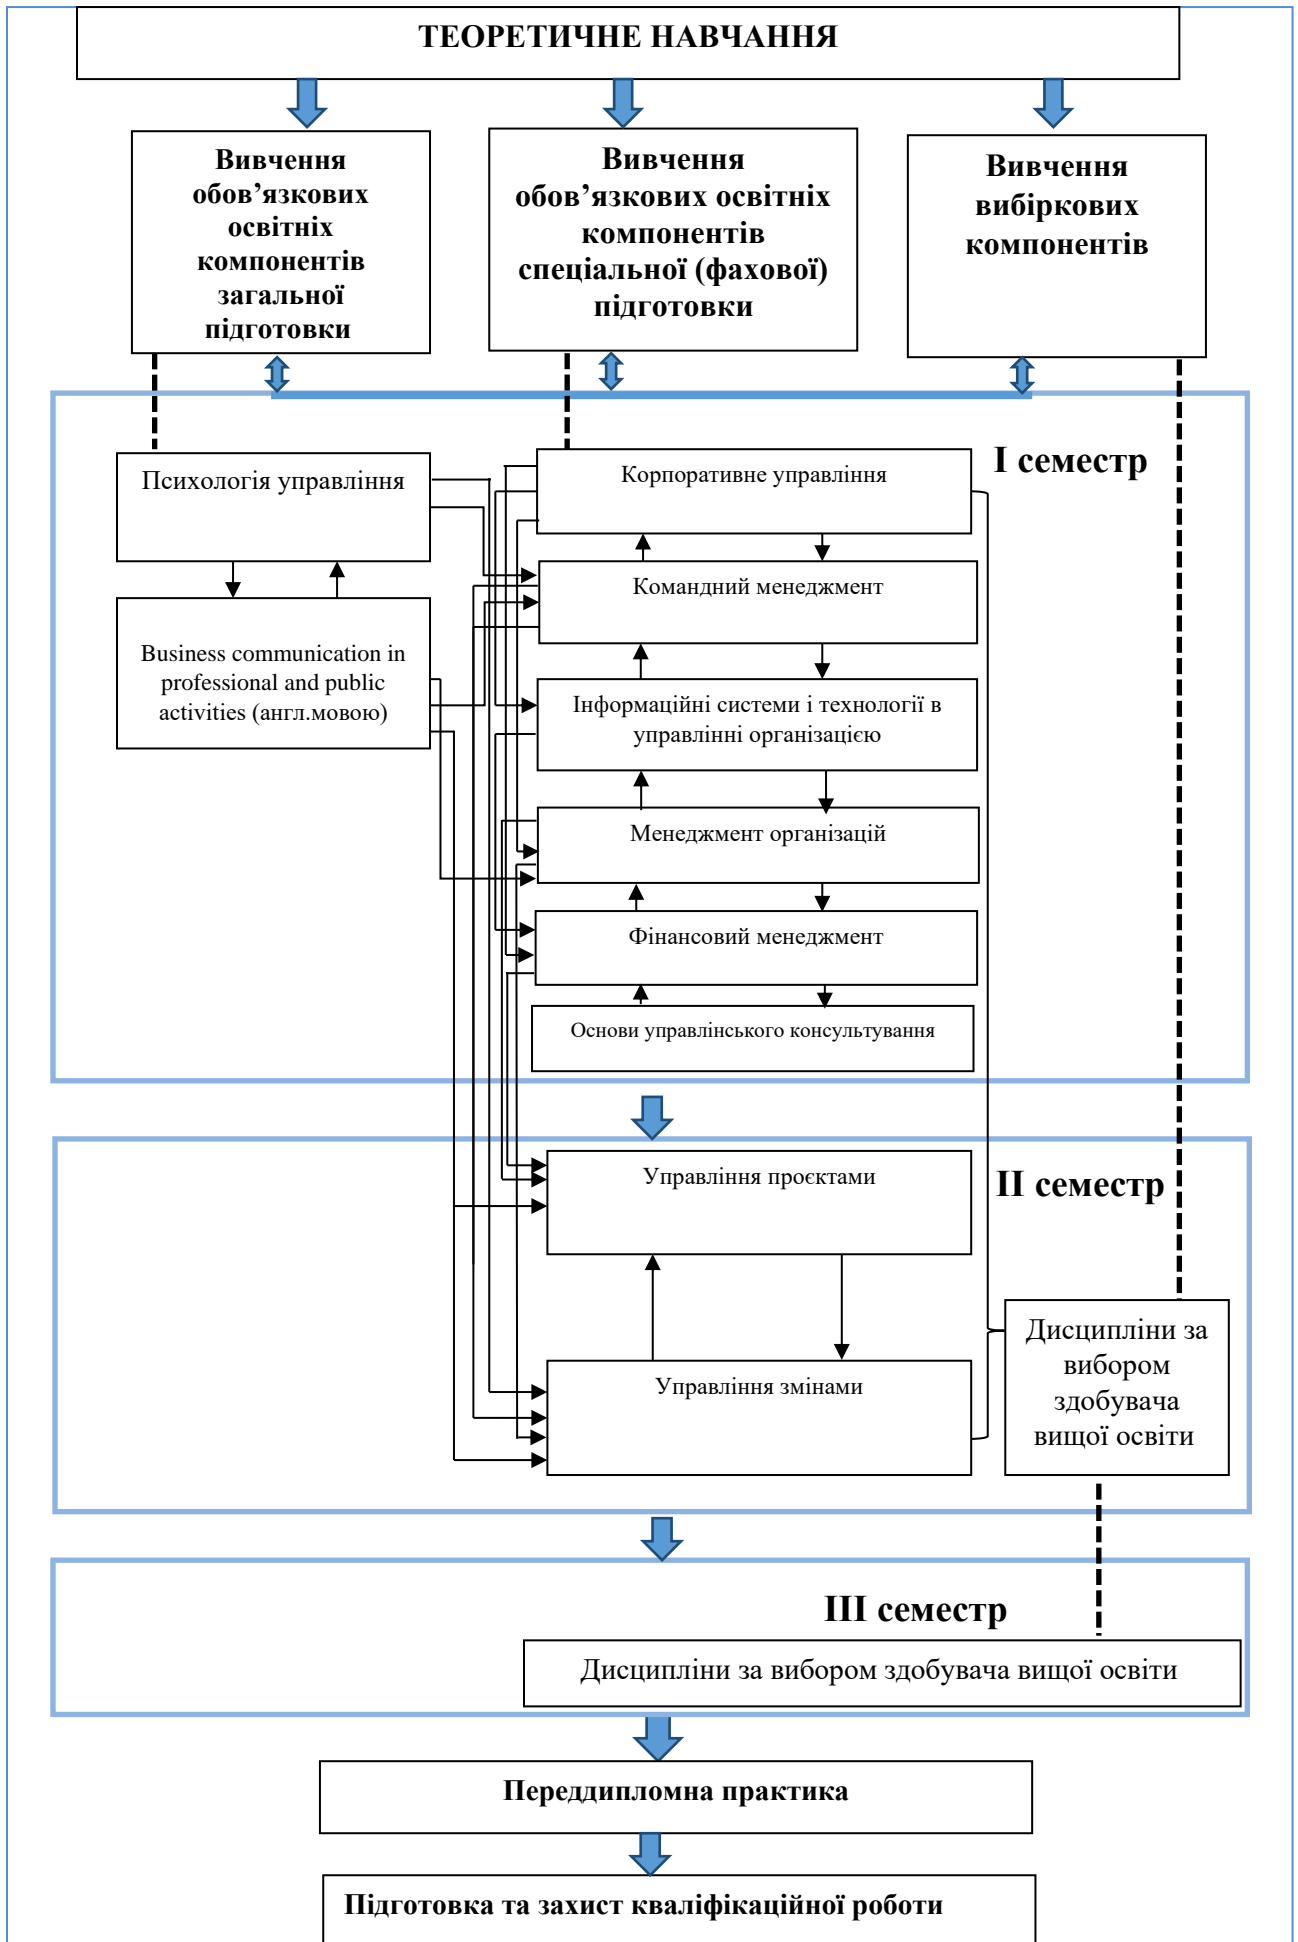 ТЕОРЕТИЧНЕ НАВЧАННЯ
Вивчення
обов’язкових
освітніх
компонентів
загальної
підготовки
Вивчення
обов’язкових освітніх
компонентів
спеціальної (фахової)
підготовки
Вивчення
вибіркових
компонентів
I семестр
Психологія управління
Business communication in
professional and public
activities (англ.мовою)
Корпоративне управління
Командний менеджмент
Інформаційні системи і технології в
управлінні організацією
Менеджмент організацій
Фінансовий менеджмент
Основи управлінського консультування
II семестр
Управління проєктами
Управління змінами
Дисципліни за
вибором
здобувача
вищої освіти
III семестр
Дисципліни за вибором здобувача вищої освіти
Переддипломна практика
Підготовка та захист кваліфікаційної роботи